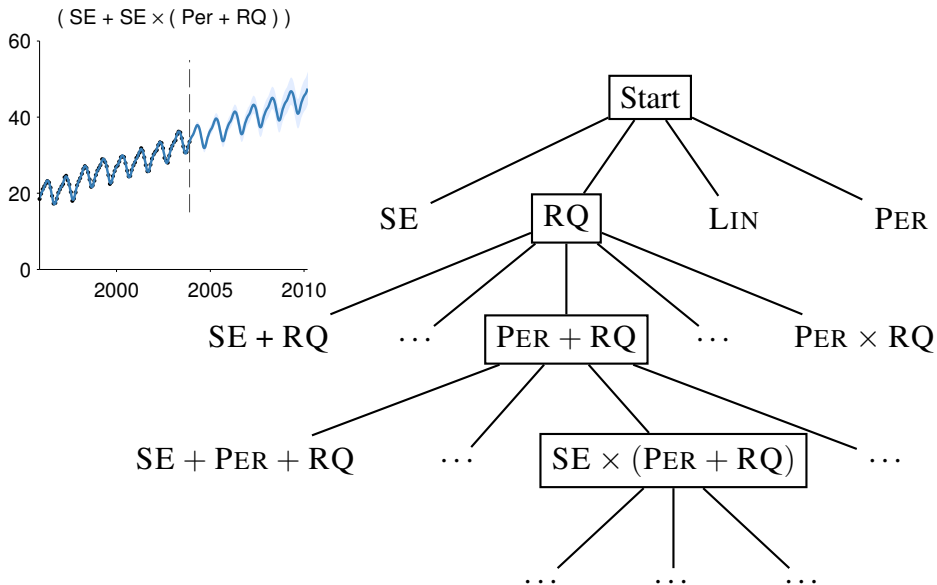 ( SE + SE × ( Per + RQ ) )
60
40
20
0
2000 2005 2010
Start
SE RQ LIN PER
SE + RQ ... PER + RQ ... PER × RQ
SE + PER + RQ ... SE × (PER + RQ) ...
... ... ...